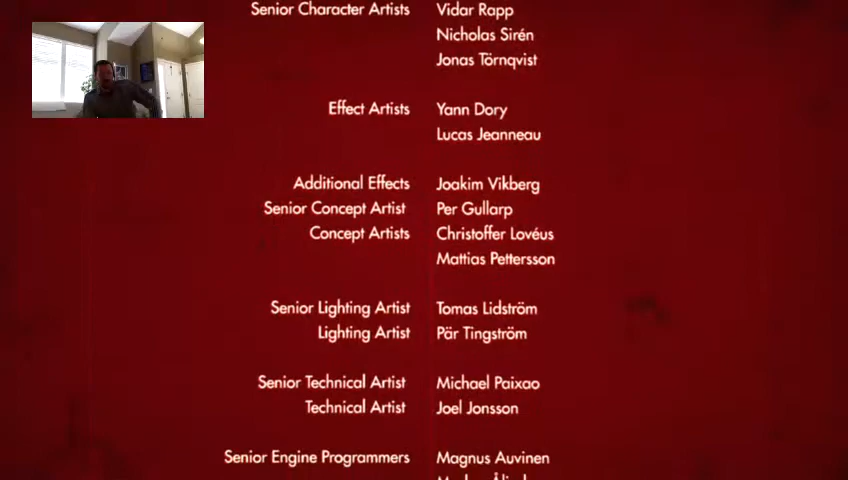 Senior Character Artists Vidar Rapp
Nicholas Sirén
Jonas Törnqvist
Effect Artists Yann Dory
Lucas Jeanneau
Additional Effects Joakim Vikberg
Senior Concept Artist Per Gullarp
Concept Artists Christoffer Lovéus
Mattias Pettersson
Senior Lighting Artist Tomas Lidström
Lighting Artist Pär Tingström
Senior Technical Artist Michael Paixao
Technical Artist Joel Jonsson
Senior Engine Programmers Magnus Auvinen